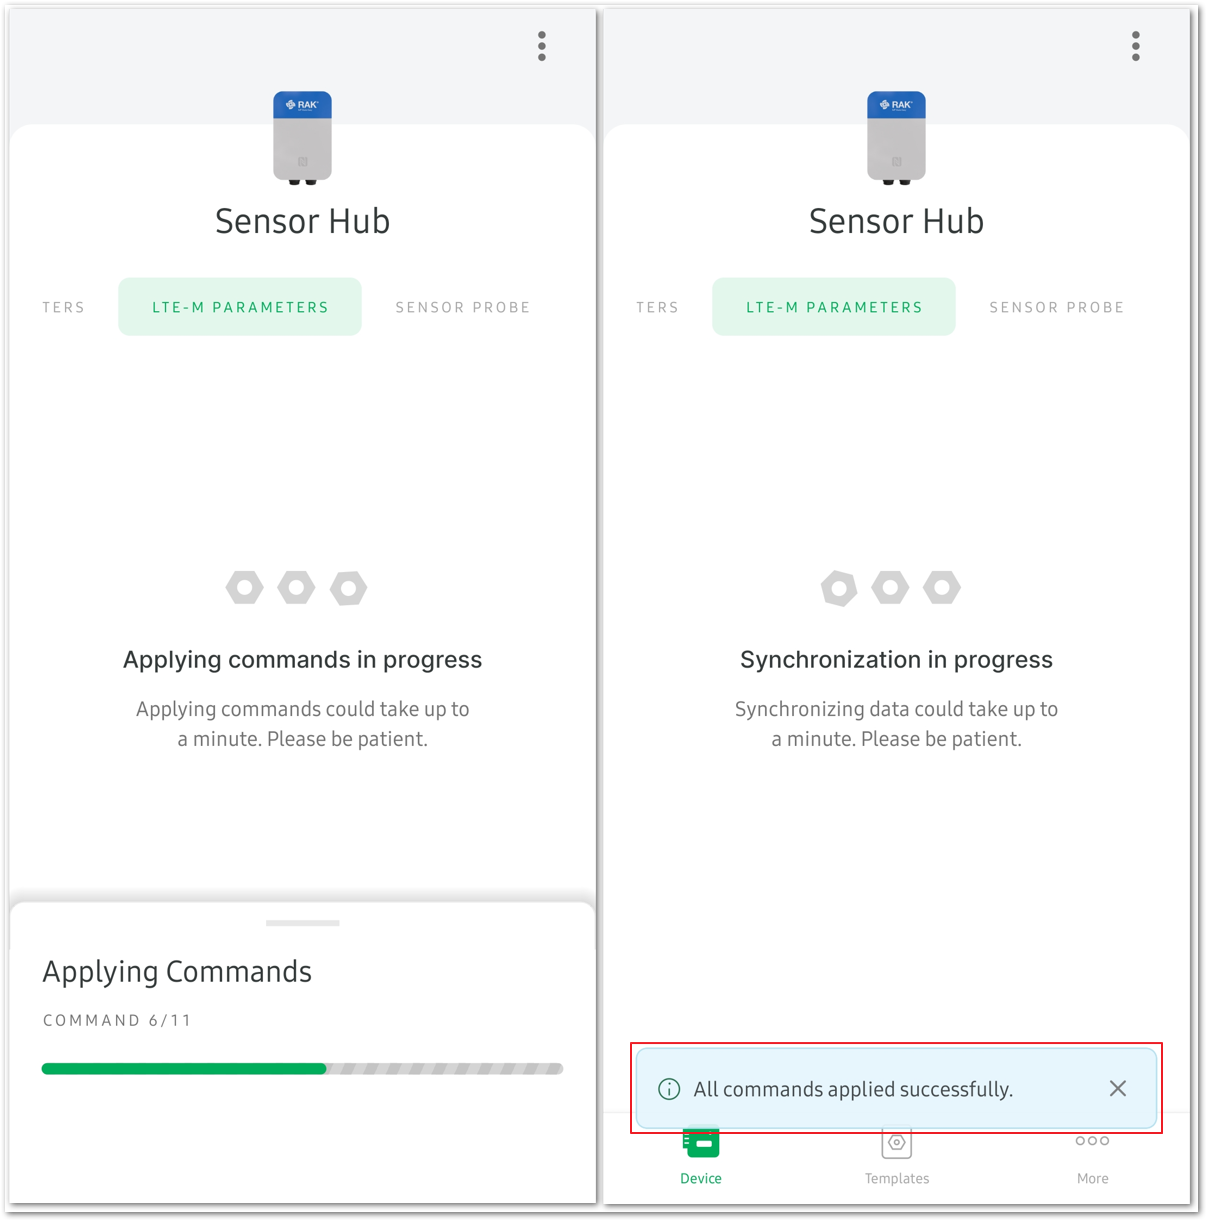 RAK
Sensor Hub
TERS
LTE-M PARAMETERS
SENSOR PROBE
Applying commands in progress
Applying commands could take up to
a minute. Please be patient.
Applying Commands
COMMAND 6/11
RAK
Sensor Hub
TERS
LTE-M PARAMETERS
SENSOR PROBE
Synchronization in progress
Synchronizing data could take up to
a minute. Please be patient.
All commands applied successfully.
Device
Templates
More